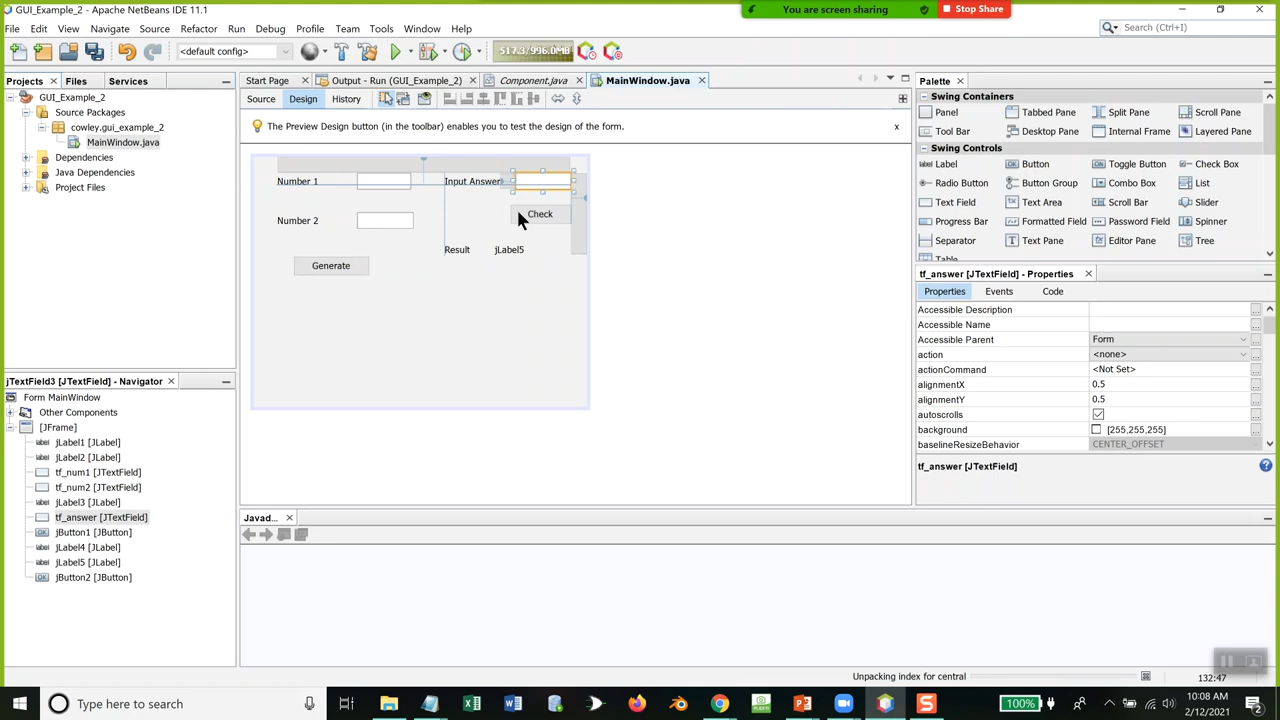 GUI_Example_2 - Apache NetBeans IDE 11.1
You are screen sharing
Stop Share
File Edit View Navigate Source Refactor Run Debug Profile Team Tools Window Help
Search (Ctrl+I)
<default config>
517.3/996.0MB
Projects Files Services
Start Page Output - Run (GUI_Example_2) Component.java MainWindow.java
Palette
GUI_Example_2
Source Packages
cowley.gui_example_2
MainWindow.java
Dependencies
Java Dependencies
Project Files
Source Design History
The Preview Design button (in the toolbar) enables you to test the design of the form.
x
Number 1
Input Answer
Number 2
Check
Result jLabel5
Generate
Swing Containers
Panel Tabbed Pane Split Pane Scroll Pane
Tool Bar Desktop Pane Internal Frame Layered Pane
Swing Controls
Label Button Toggle Button Check Box
Radio Button Button Group Combo Box List
Text Field Text Area Scroll Bar Slider
Progress Bar Formatted Field Password Field Spinner
Separator Text Pane Editor Pane Tree
Table
tf_answer [JTextField] - Properties
Properties Events Code
Accessible Description
Accessible Name
Accessible Parent Form
action <none>
actionCommand <Not Set>
alignmentX 0.5
alignmentY 0.5
autoscrolls
background [255,255,255]
baselineResizeBehavior CENTER_OFFSET
tf_answer [JTextField]
jTextField3 [JTextField] - Navigator
Form MainWindow
Other Components
[JFrame]
jLabel1 [JLabel]
jLabel2 [JLabel]
tf_num1 [JTextField]
tf_num2 [JTextField]
jLabel3 [JLabel]
tf_answer [JTextField]
jButton1 [JButton]
jLabel4 [JLabel]
jLabel5 [JLabel]
jButton2 [JButton]
Javad...
Unpacking index for central
132:47
Type here to search
100%
10:08 AM
2/12/2021